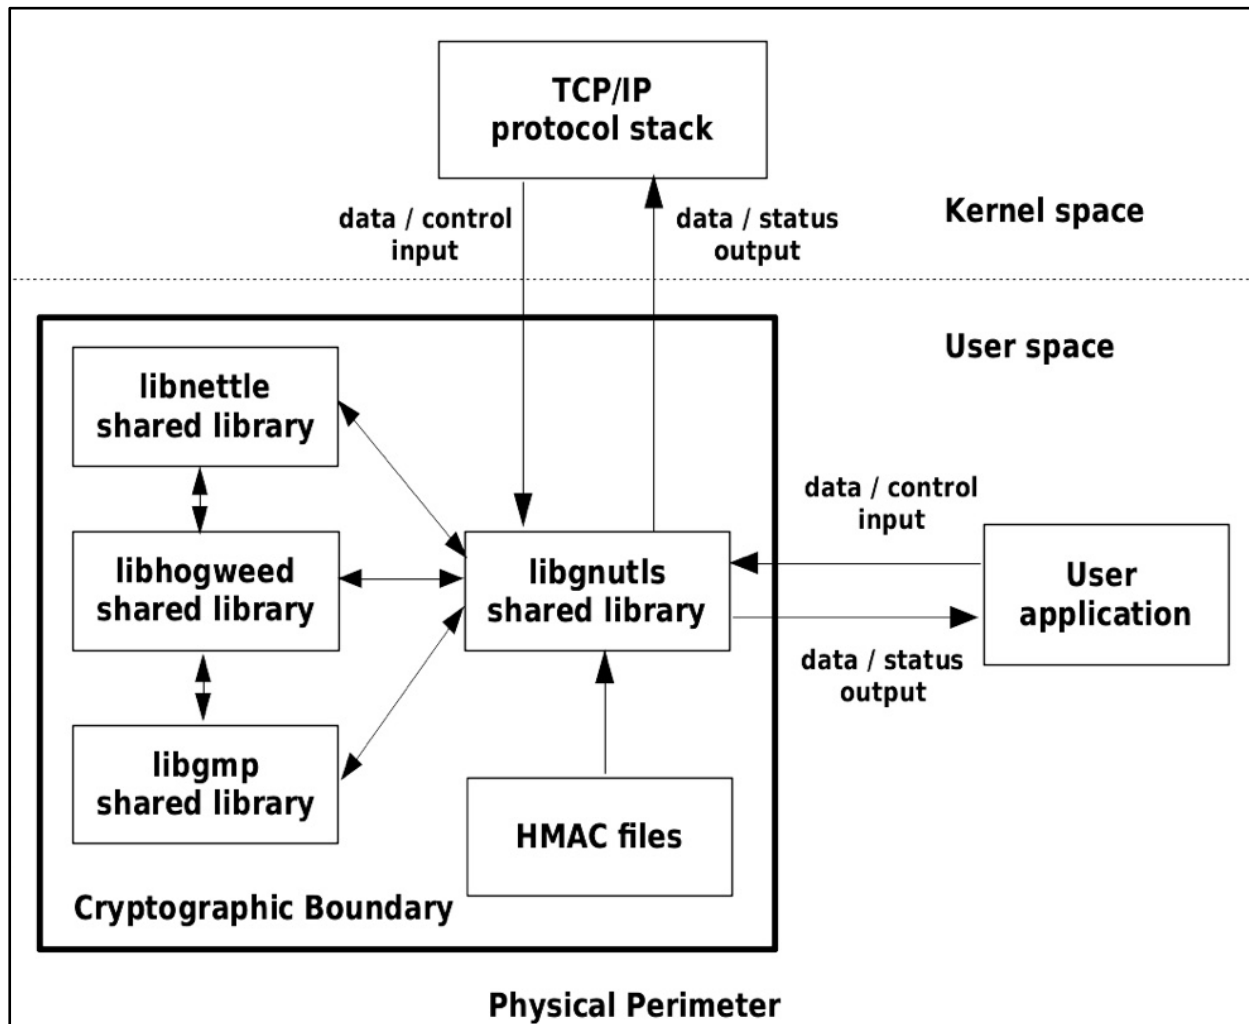 TCP/IP
protocol stack
data / control
input
data / status
output
Kernel space
User space
libnettle
shared library
libhogweed
shared library
libgmp
shared library
libgnutls
shared library
HMAC files
data / control
input
User
application
data / status
output
Cryptographic Boundary
Physical Perimeter